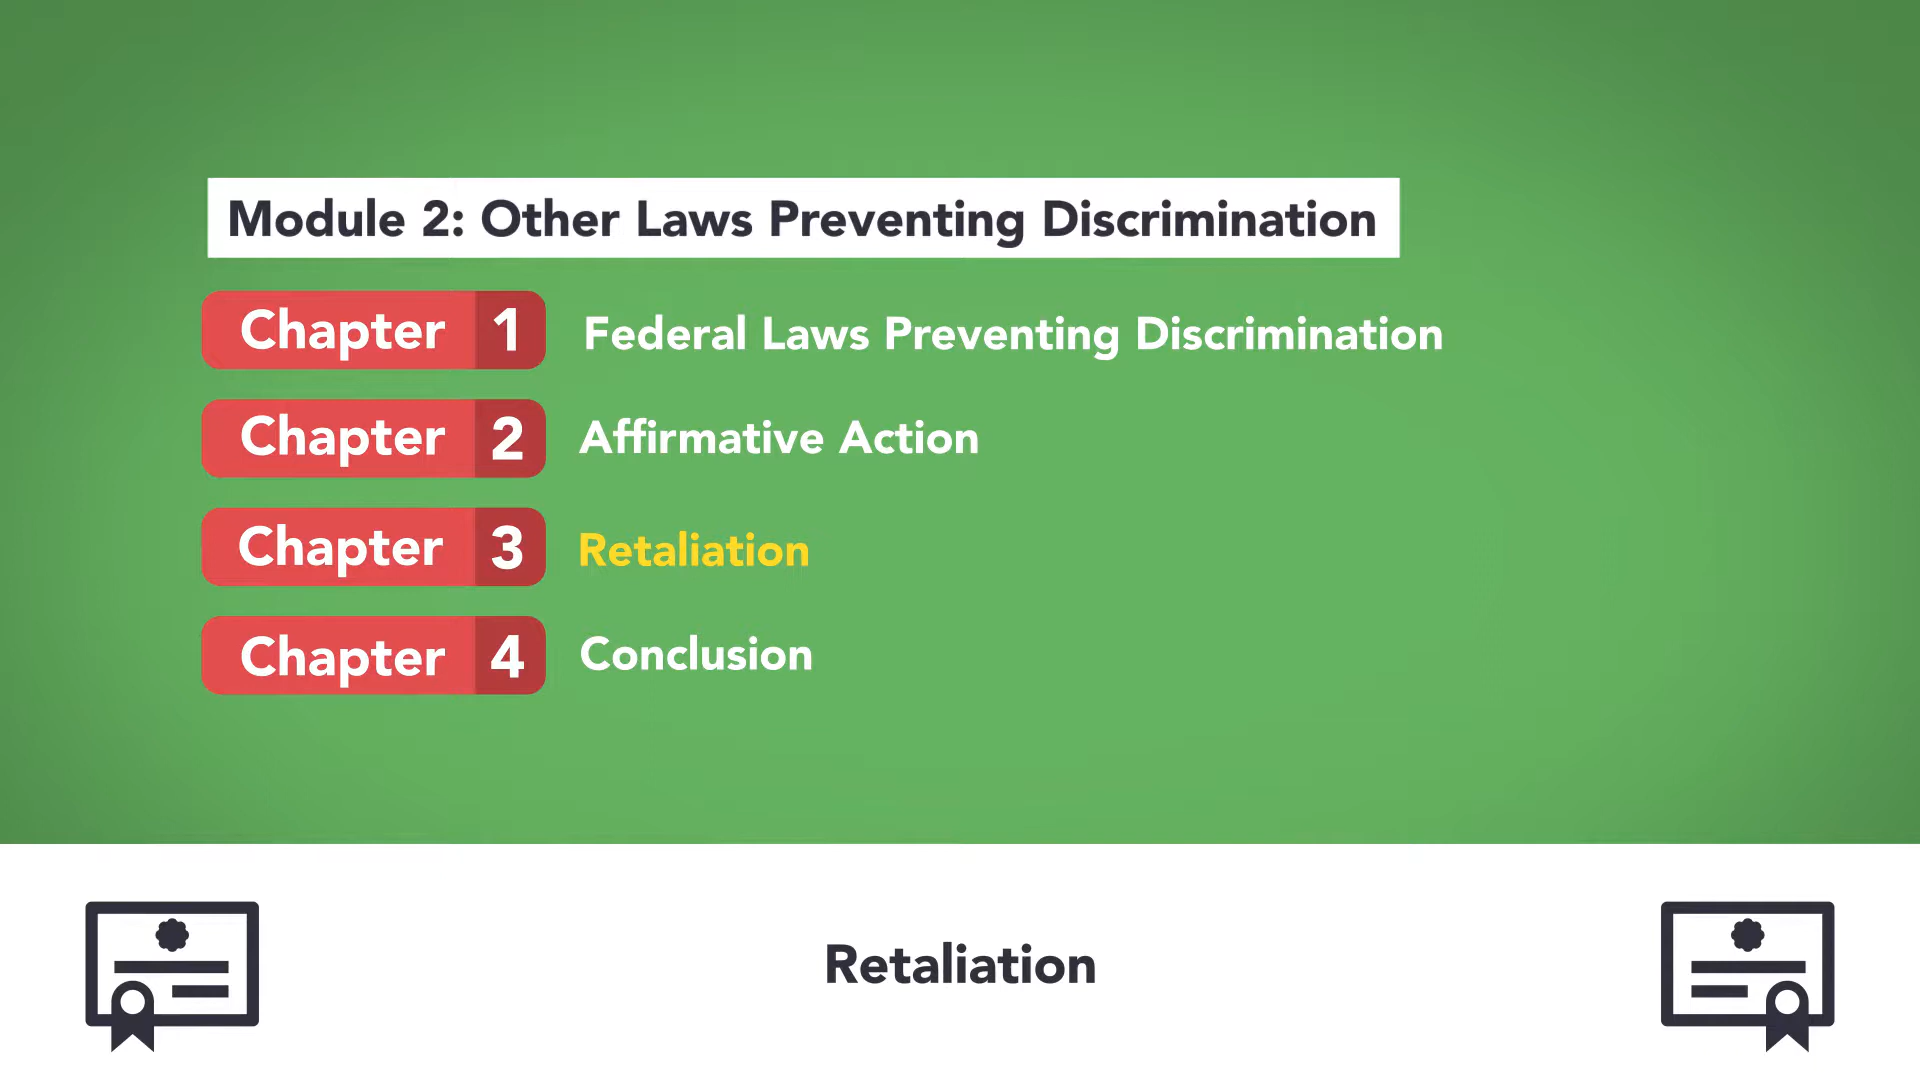 Module 2: Other Laws Preventing Discrimination
Chapter 1 Federal Laws Preventing Discrimination
Chapter 2 Affirmative Action
Chapter 3 Retaliation
Chapter 4 Conclusion
Retaliation